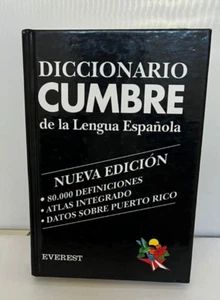 DICCIONARIO
CUMBRE
de la Lengua Española
NUEVA EDICIÓN
• 80.000 DEFINICIONES
• ATLAS INTEGRADO
• DATOS SOBRE PUERTO RICO
EVEREST